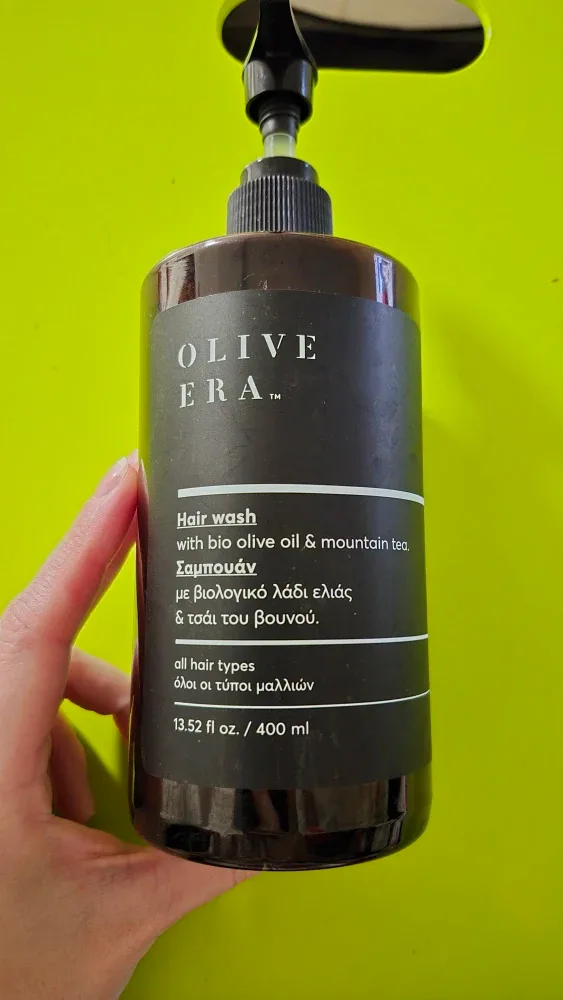 OLIVE
ERA™
Hair wash
with bio olive oil & mountain tea.
Σαμπουάν
με βιολογικό λάδι ελιάς
& τσάι του βουνού.
all hair types
όλοι οι τύποι μαλλιών
13.52 fl oz. / 400 ml